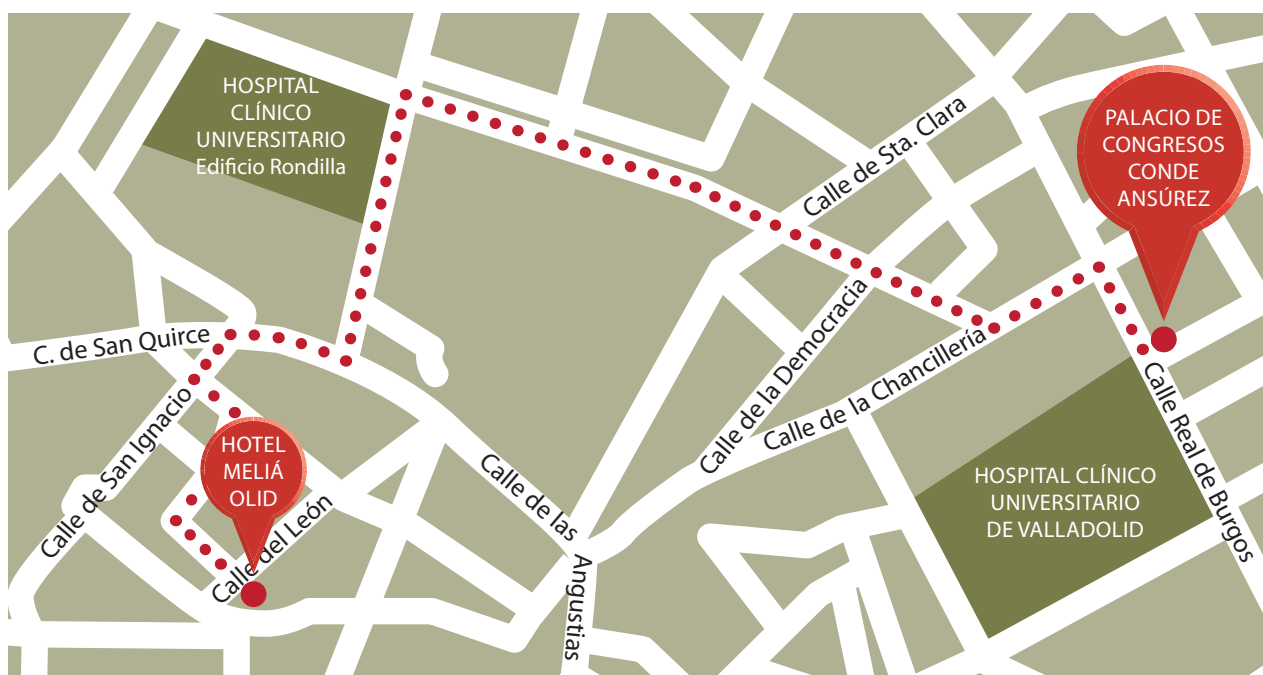 HOSPITAL
CLÍNICO
UNIVERSITARIO
Edificio Rondilla
Calle de Sta. Clara
PALACIO DE
CONGRESOS
CONDE
ANSÚREZ
C. de San Quirce
Calle de San Ignacio
HOTEL
MELIÁ
OLID
Calle del León
Calle de las
Angustias
Calle de la Democracia
Calle de la Chancillería
HOSPITAL CLÍNICO
UNIVERSITARIO
DE VALLADOLID
Calle Real de Burgos